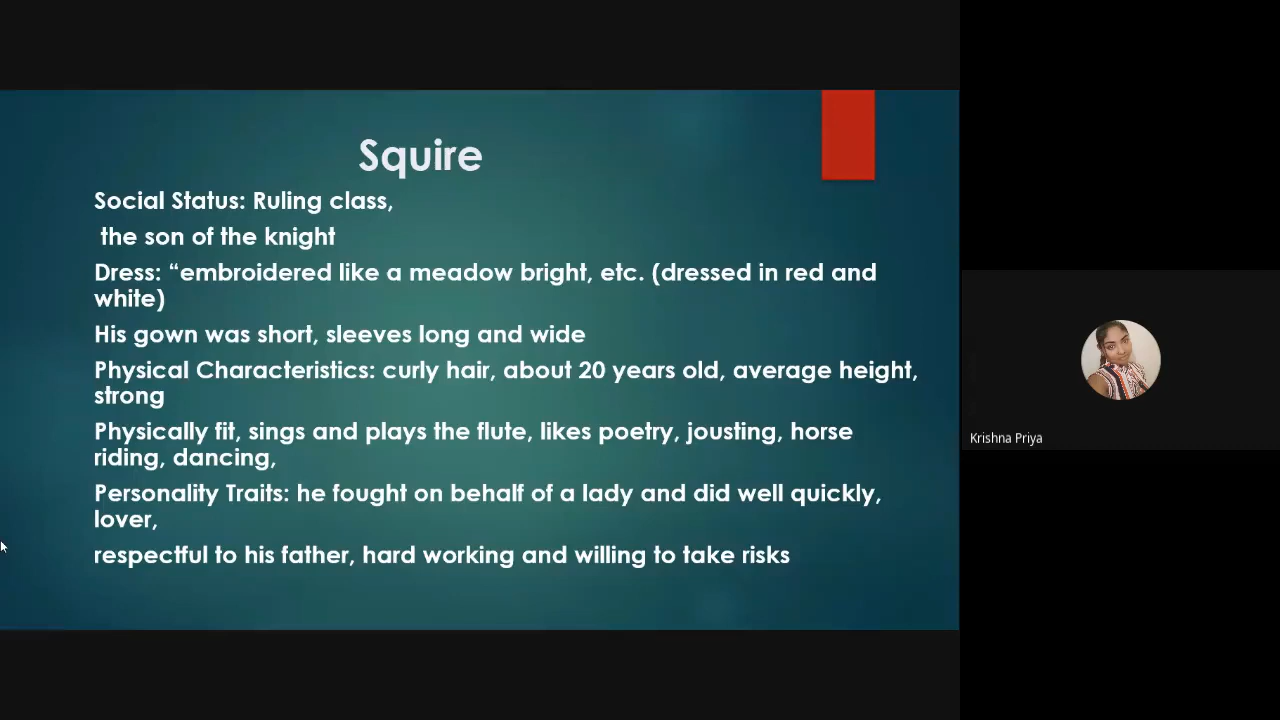 Squire
Social Status: Ruling class,
the son of the knight
Dress: “embroidered like a meadow bright, etc. (dressed in red and
white)
His gown was short, sleeves long and wide
Physical Characteristics: curly hair, about 20 years old, average height,
strong
Physically fit, sings and plays the flute, likes poetry, jousting, horse
riding, dancing,
Personality Traits: he fought on behalf of a lady and did well quickly,
lover,
respectful to his father, hard working and willing to take risks
Krishna Priya